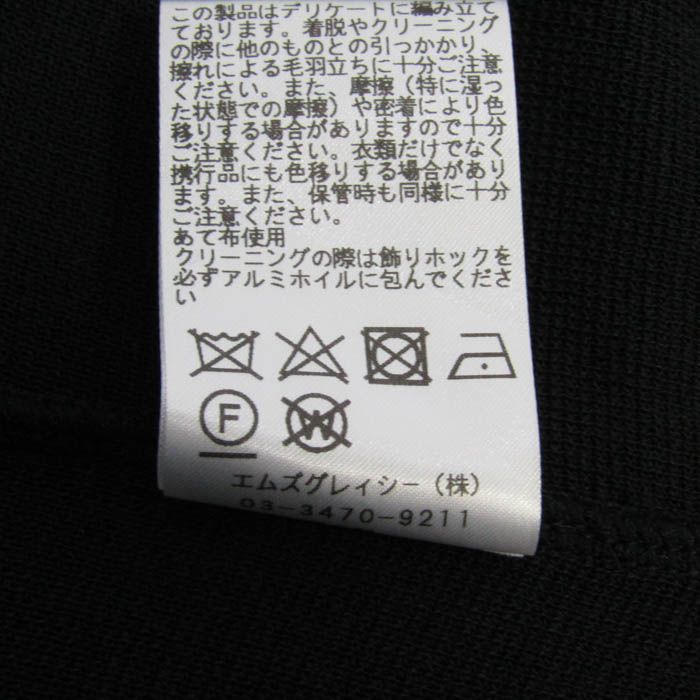 この製品はデリケートに編み立て
ております。着脱やクリーニング
の際に他のものとの引っかかり、
擦れによる毛羽立ちに十分ご注意
ください。また、摩擦（特に湿っ
た状態での摩擦）や密着により色
移りする場合がありますので十分
ご注意ください。衣類だけでなく
携行品にも色移りする場合があり
ます。また、保管時も同様に十分
ご注意ください。
あて布使用
クリーニングの際は飾りホックを
必ずアルミホイルに包んでくださ
い
F
W
エムズグレィシー（株）
03-3470-9211